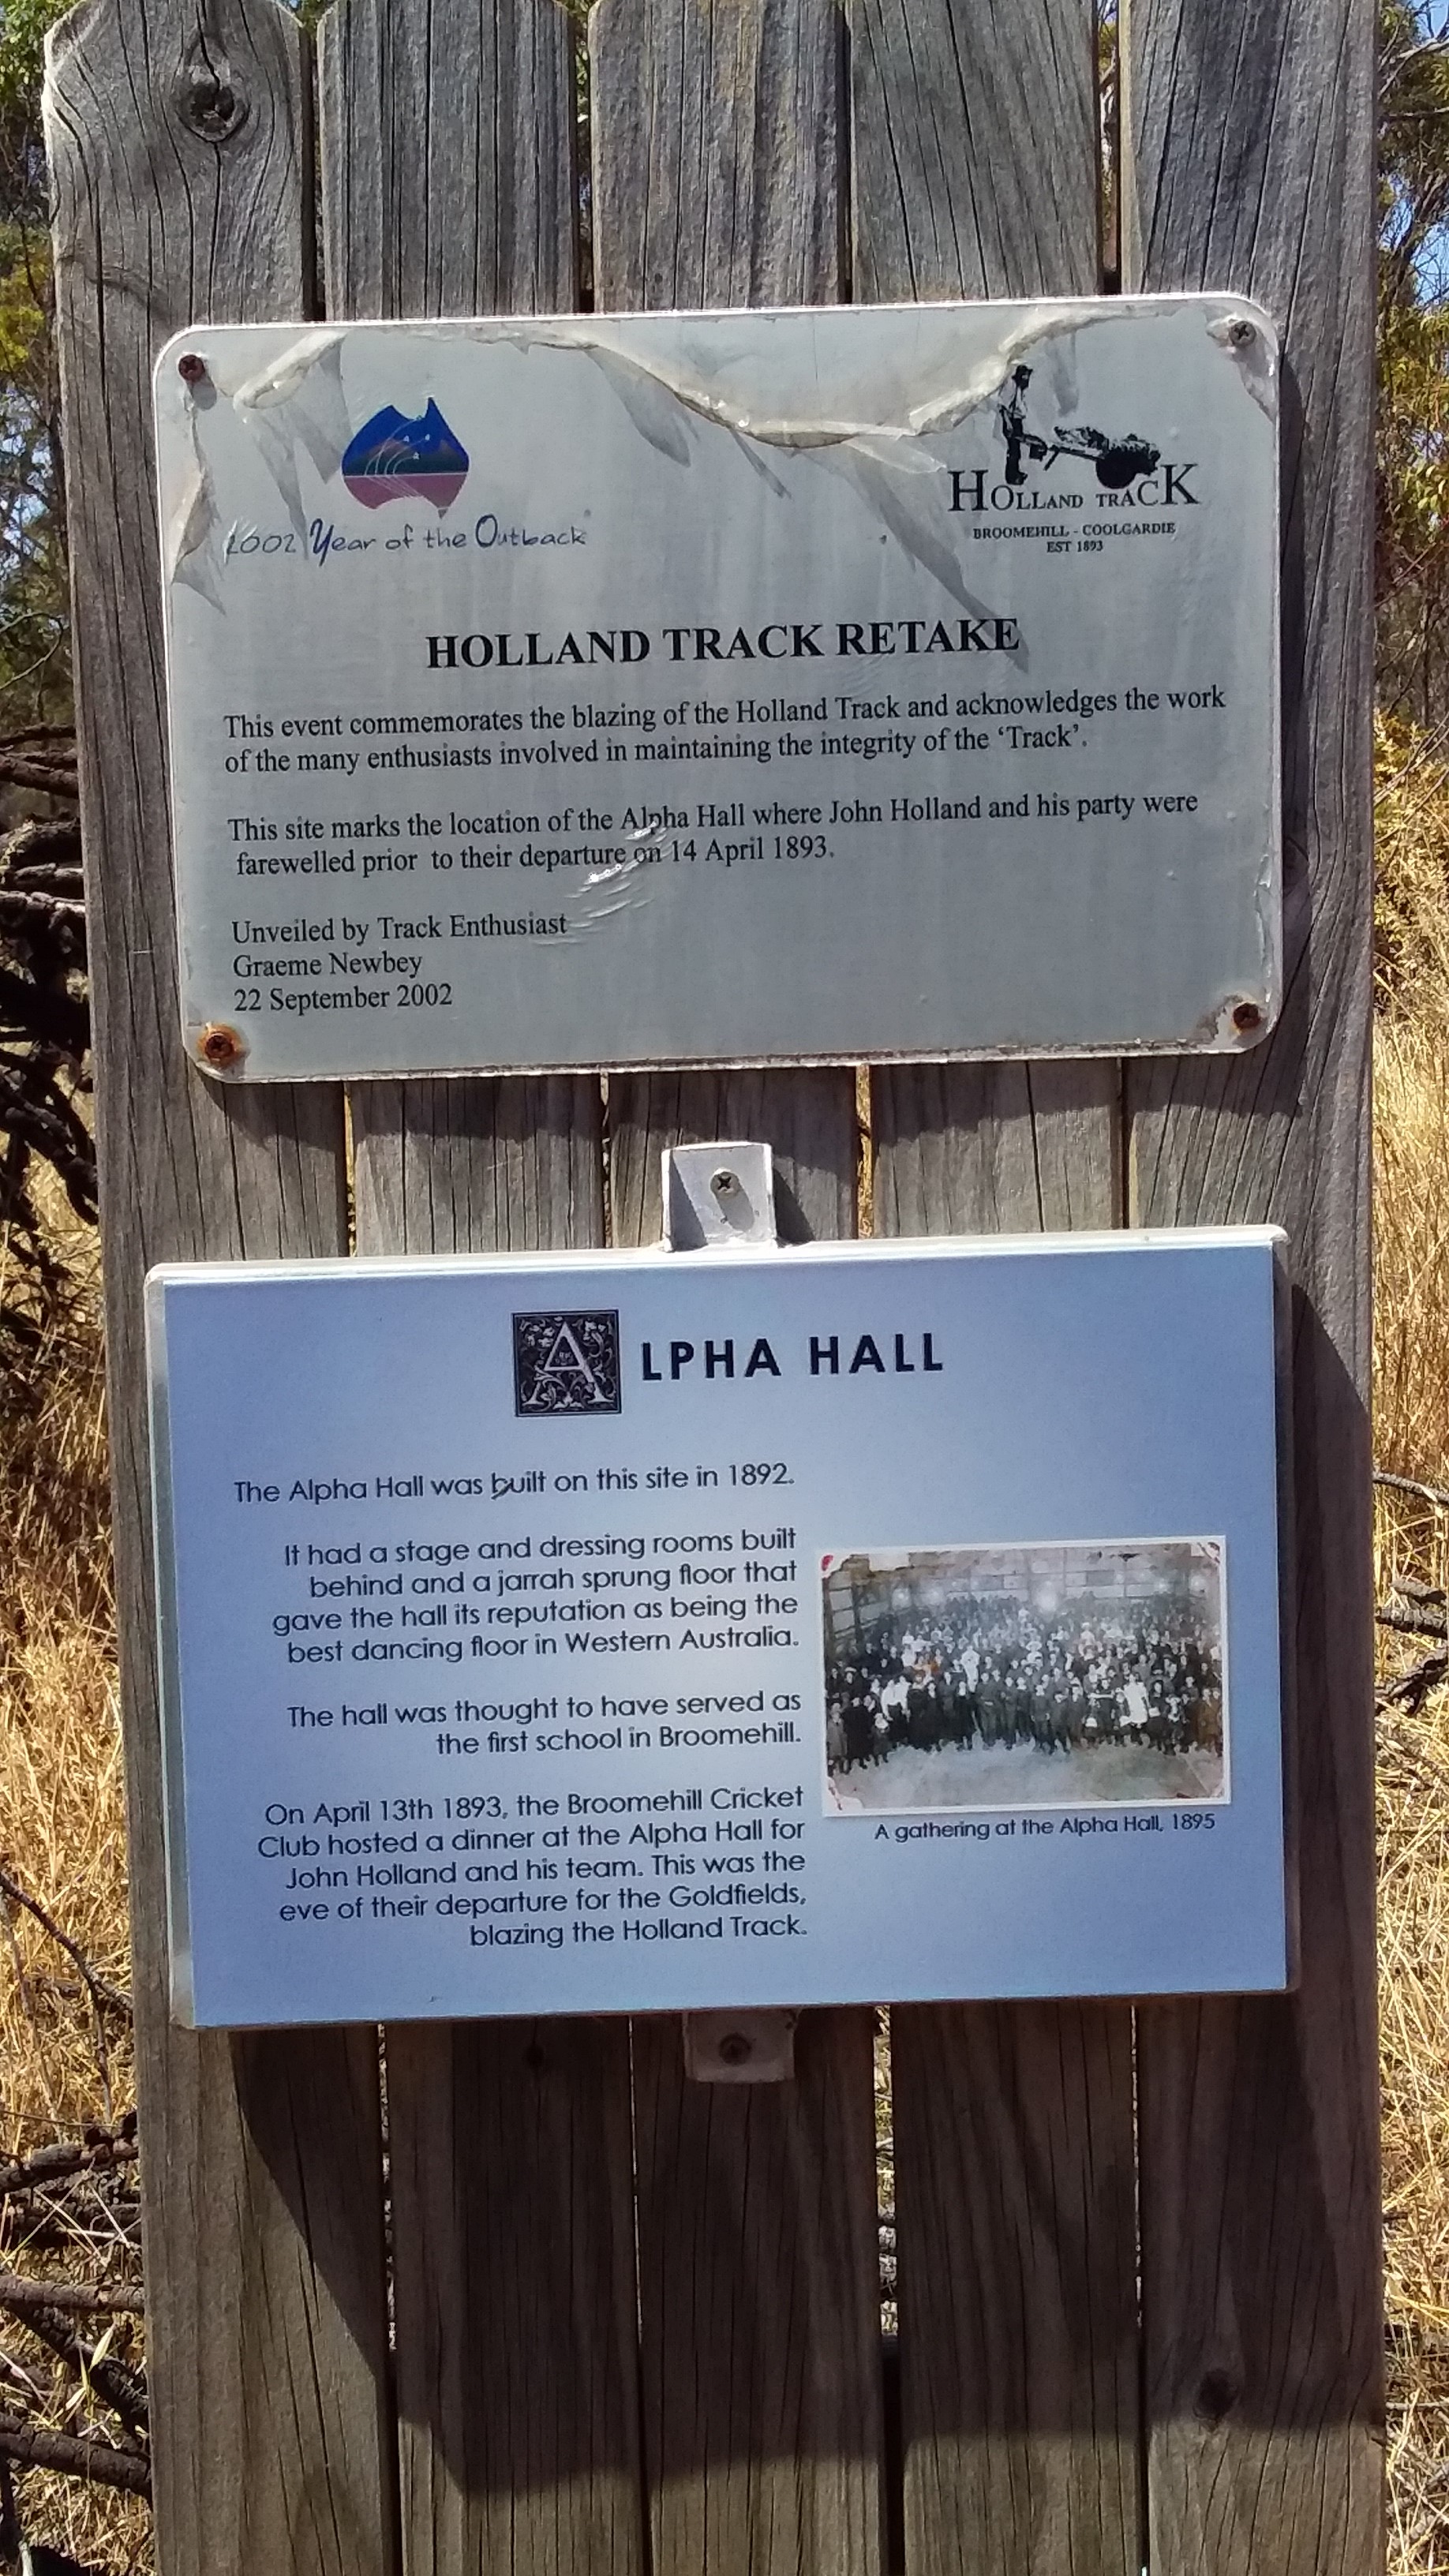 2002 Year of the Outback
HOLLAND TRACK
BROOMEHILL - COOLGARDIE
EST 1893
HOLLAND TRACK RETAKE
This event commemorates the blazing of the Holland Track and acknowledges the work
of the many enthusiasts involved in maintaining the integrity of the ‘Track’.
This site marks the location of the Alpha Hall where John Holland and his party were
farewelled prior to their departure on 14 April 1893.
Unveiled by Track Enthusiast
Graeme Newbey
22 September 2002
ALPHA HALL
The Alpha Hall was built on this site in 1892.
It had a stage and dressing rooms built
behind and a jarrah sprung floor that
gave the hall its reputation as being the
best dancing floor in Western Australia.
The hall was thought to have served as
the first school in Broomehill.
On April 13th 1893, the Broomehill Cricket
Club hosted a dinner at the Alpha Hall for
John Holland and his team. This was the
eve of their departure for the Goldfields,
blazing the Holland Track.
A gathering at the Alpha Hall, 1895